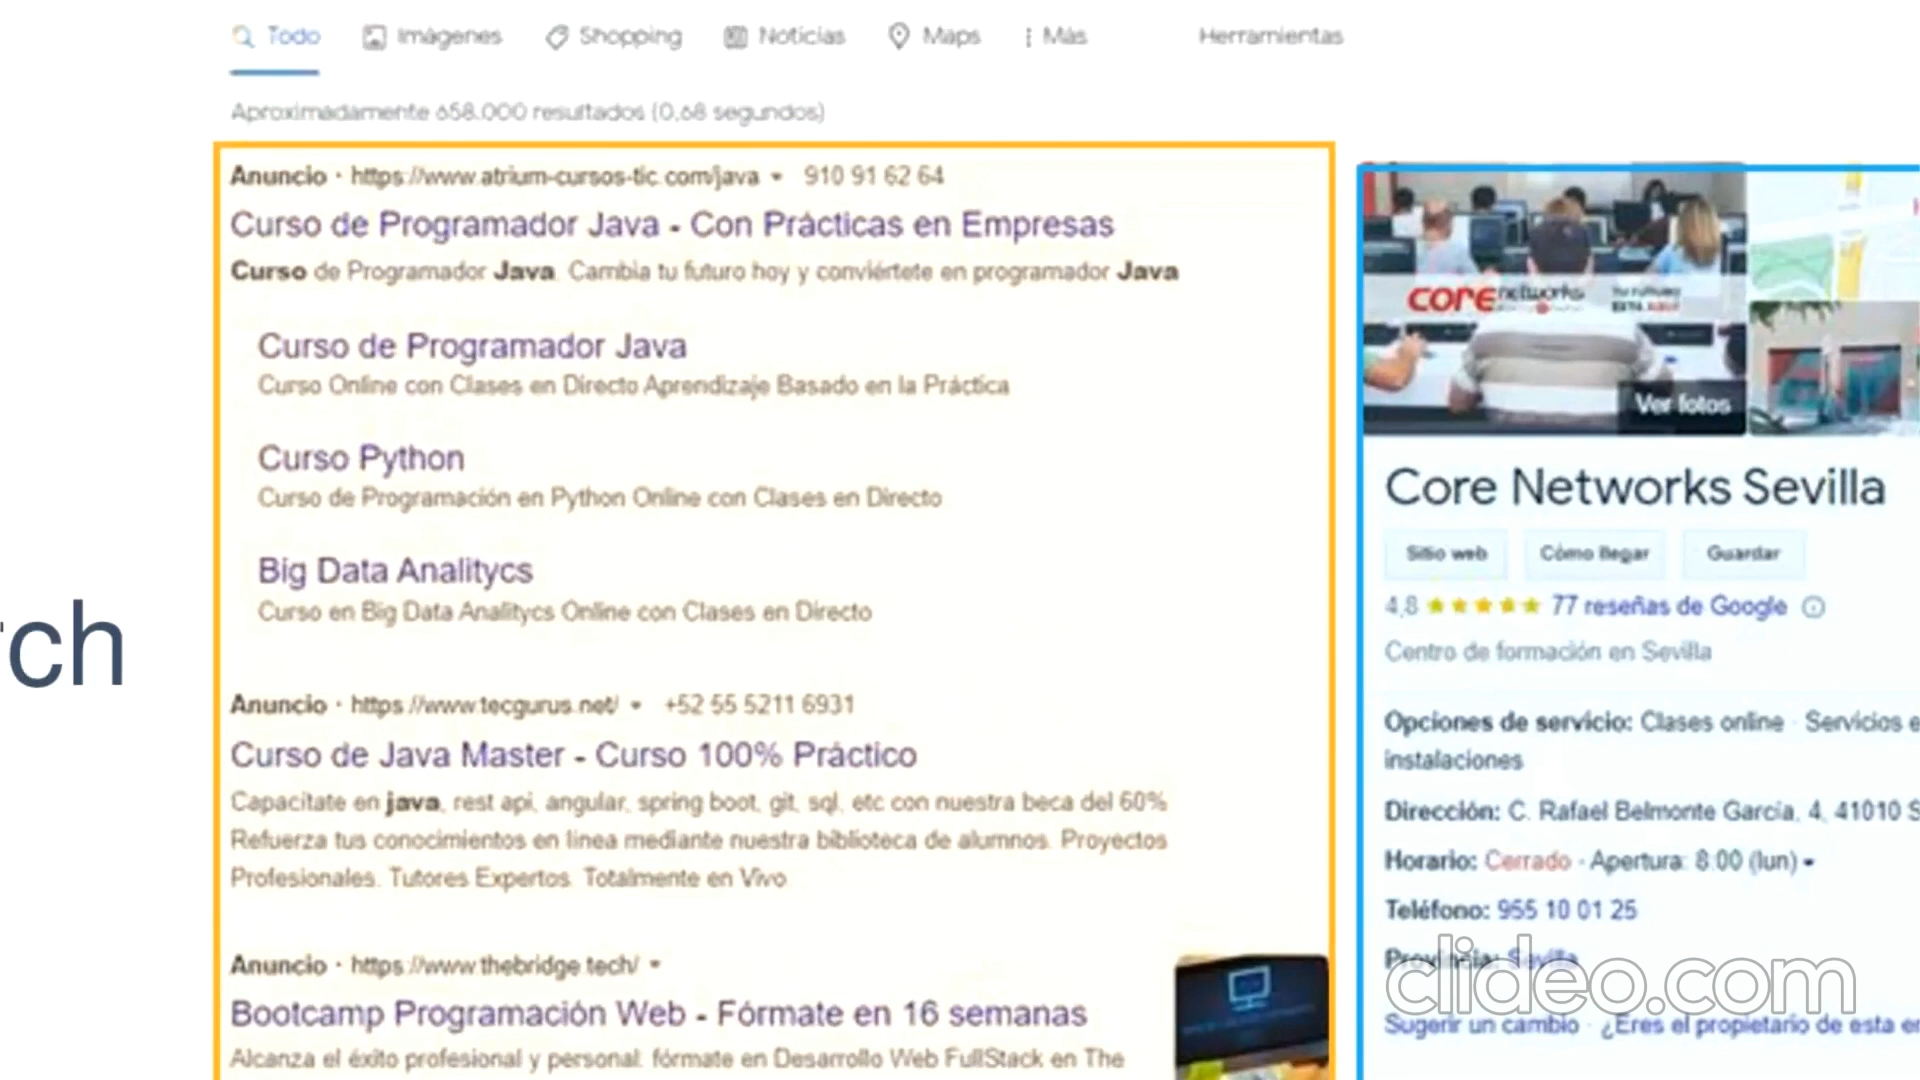 Todo Imágenes Shopping Noticias Maps Más Herramientas
Aproximadamente 658.000 resultados (0,68 segundos)
Anuncio · https://www.atrium-cursos-tic.com/java 910 91 62 64
Curso de Programador Java - Con Prácticas en Empresas
Curso de Programador Java. Cambia tu futuro hoy y conviértete en programador Java
Curso de Programador Java
Curso Online con Clases en Directo Aprendizaje Basado en la Práctica
Curso Python
Curso de Programación en Python Online con Clases en Directo
Big Data Analitycs
Curso en Big Data Analitycs Online con Clases en Directo
rch
Anuncio · https://www.tecgurus.net/ +52 55 5211 6931
Curso de Java Master - Curso 100% Práctico
Capacítate en java, rest api, angular, spring boot, git, sql, etc con nuestra beca del 60%
Refuerza tus conocimientos en línea mediante nuestra biblioteca de alumnos. Proyectos
Profesionales. Tutores Expertos. Totalmente en Vivo.
Anuncio · https://www.thebridge.tech/
Bootcamp Programación Web - Fórmate en 16 semanas
Alcanza el éxito profesional y personal: fórmate en Desarrollo Web FullStack en The
core networks
Ver fotos
Core Networks Sevilla
Sitio web Cómo llegar Guardar
4,8 77 reseñas de Google
Centro de formación en Sevilla
Opciones de servicio: Clases online · Servicios e
instalaciones
Dirección: C. Rafael Belmonte García, 4, 41010 S
Horario: Cerrado · Apertura: 8:00 (lun)
Teléfono: 955 10 01 25
Provincia: Sevilla
clideo.com
Sugerir un cambio · ¿Eres el propietario de esta e